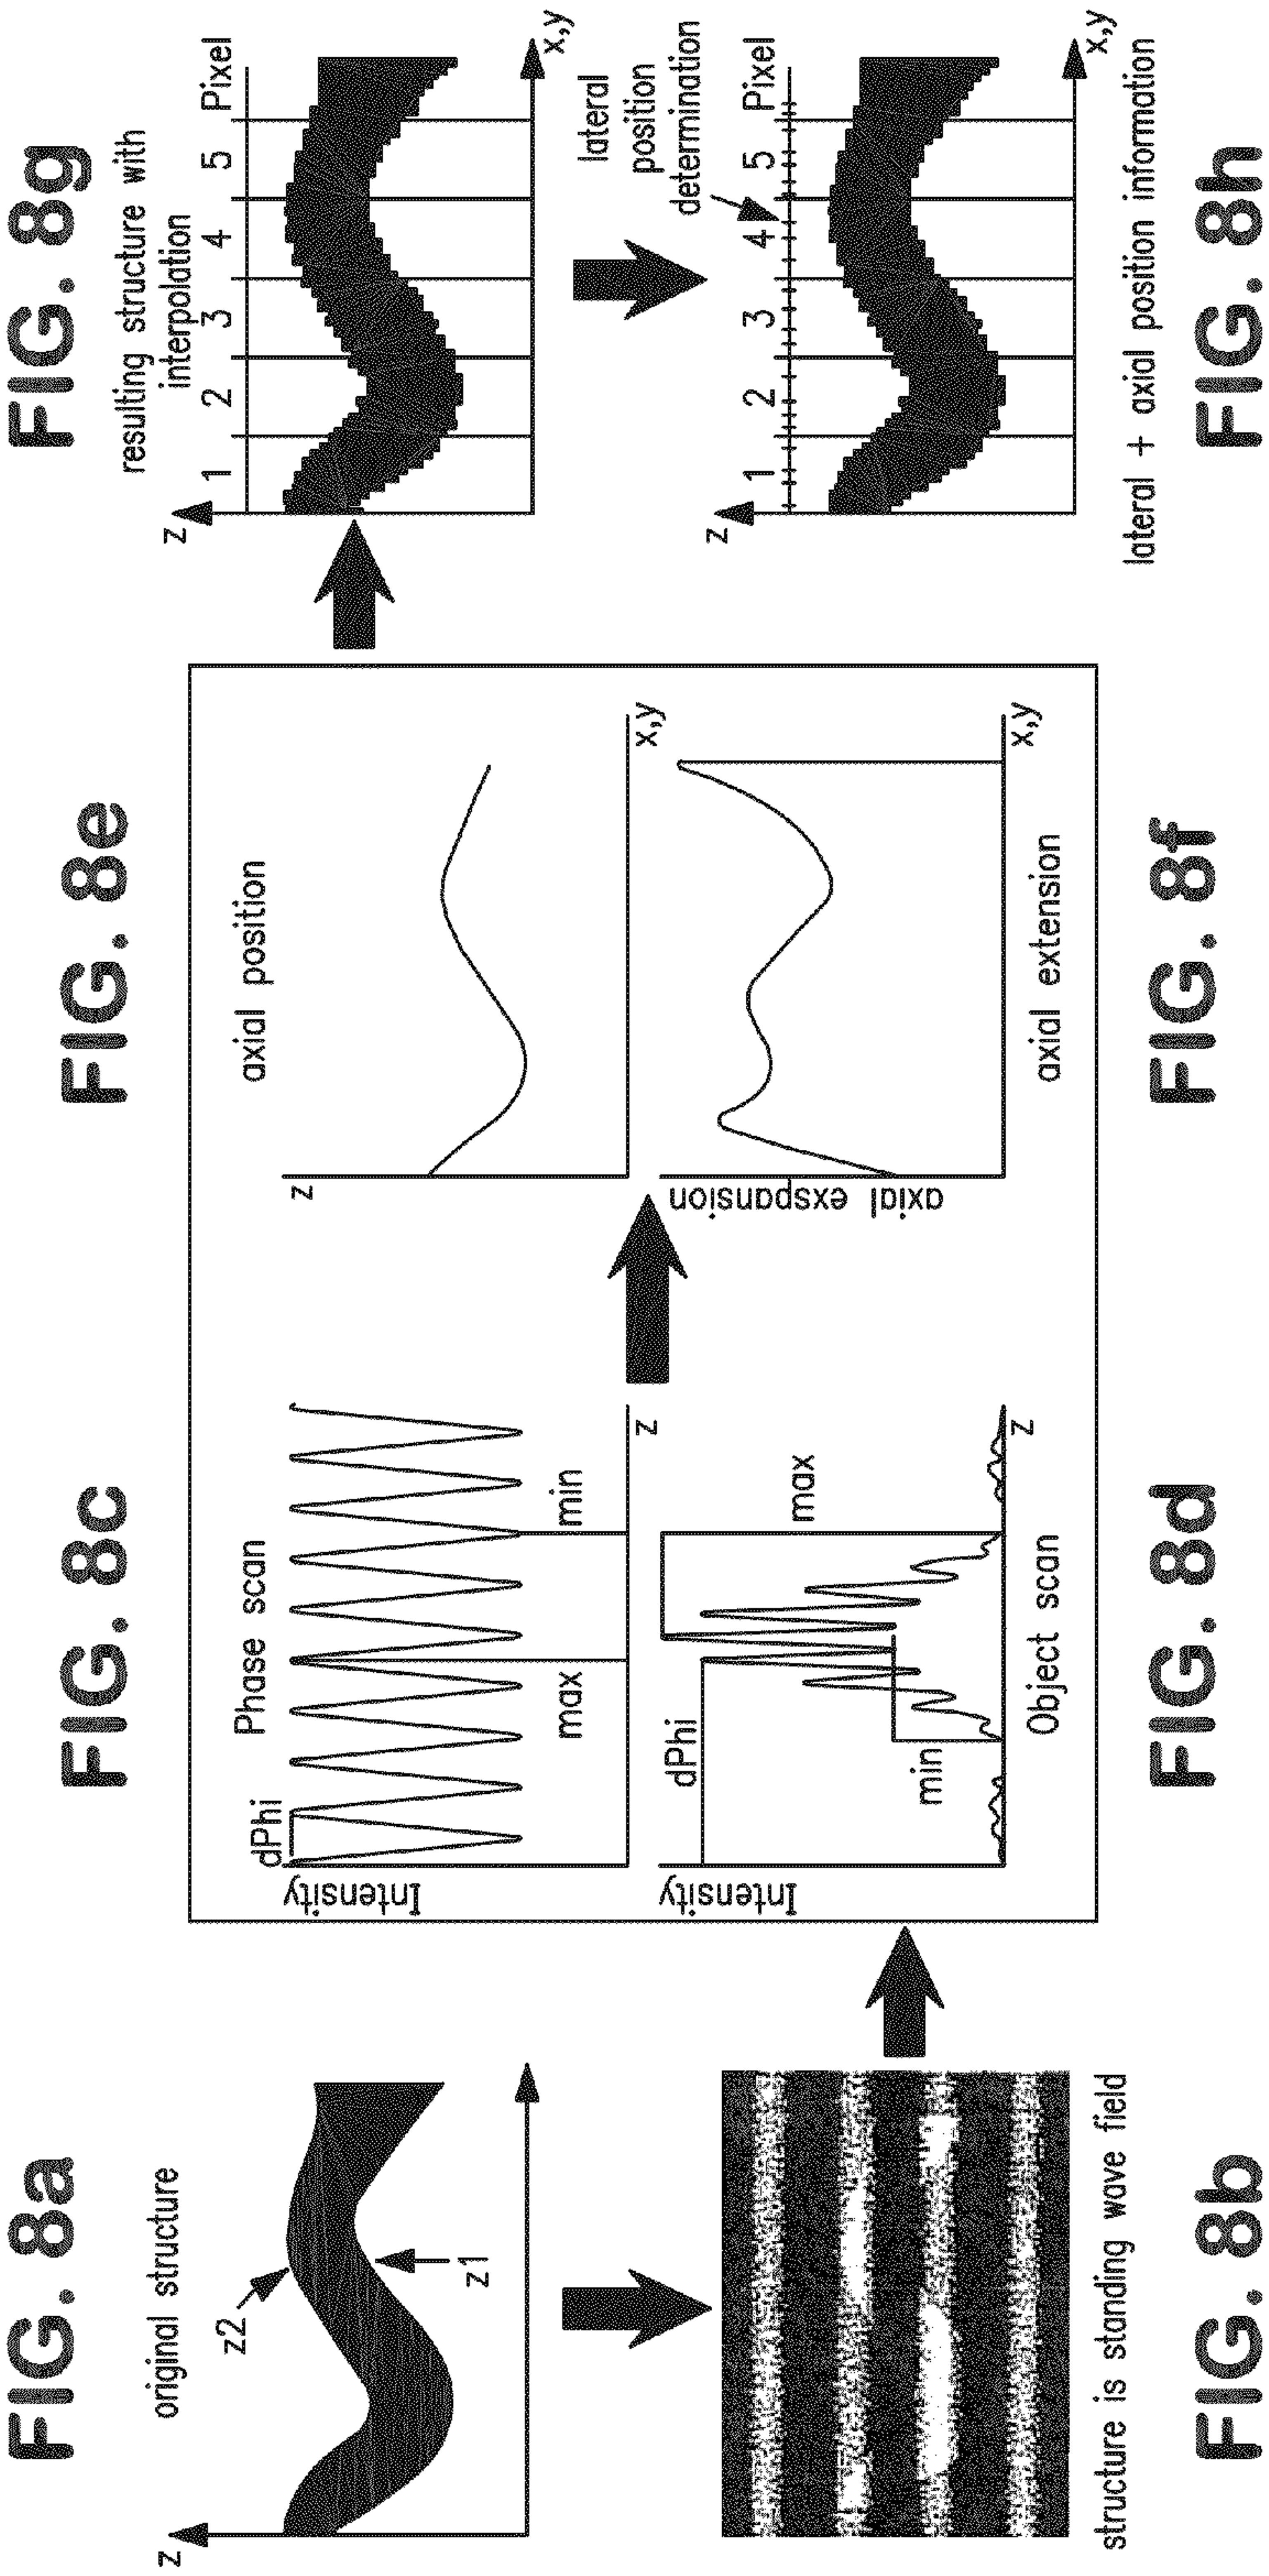 FIG. 8a
original structure
z
z2
z1
FIG. 8b
structure is standing wave field
FIG. 8c
Phase scan
Intensity
dPhi
max
min
z
FIG. 8d
Intensity
dPhi
min
max
z
Object scan
FIG. 8e
axial position
z
x,y
FIG. 8f
axial exspansion
x,y
axial extension
FIG. 8g
resulting structure with
interpolation
z
1 2 3 4 5 Pixel
x,y
lateral
position
determination
z
1 2 3 4 5 Pixel
x,y
lateral + axial position information
FIG. 8h